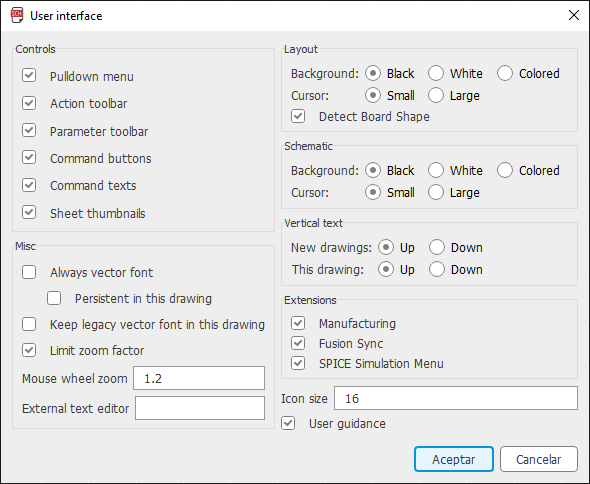 SCH
User interface
Controls
Pulldown menu
Action toolbar
Parameter toolbar
Command buttons
Command texts
Sheet thumbnails
Misc
Always vector font
Persistent in this drawing
Keep legacy vector font in this drawing
Limit zoom factor
Mouse wheel zoom 1.2
External text editor
Layout
Background: Black White Colored
Cursor: Small Large
Detect Board Shape
Schematic
Background: Black White Colored
Cursor: Small Large
Vertical text
New drawings: Up Down
This drawing: Up Down
Extensions
Manufacturing
Fusion Sync
SPICE Simulation Menu
Icon size 16
User guidance
Aceptar Cancelar